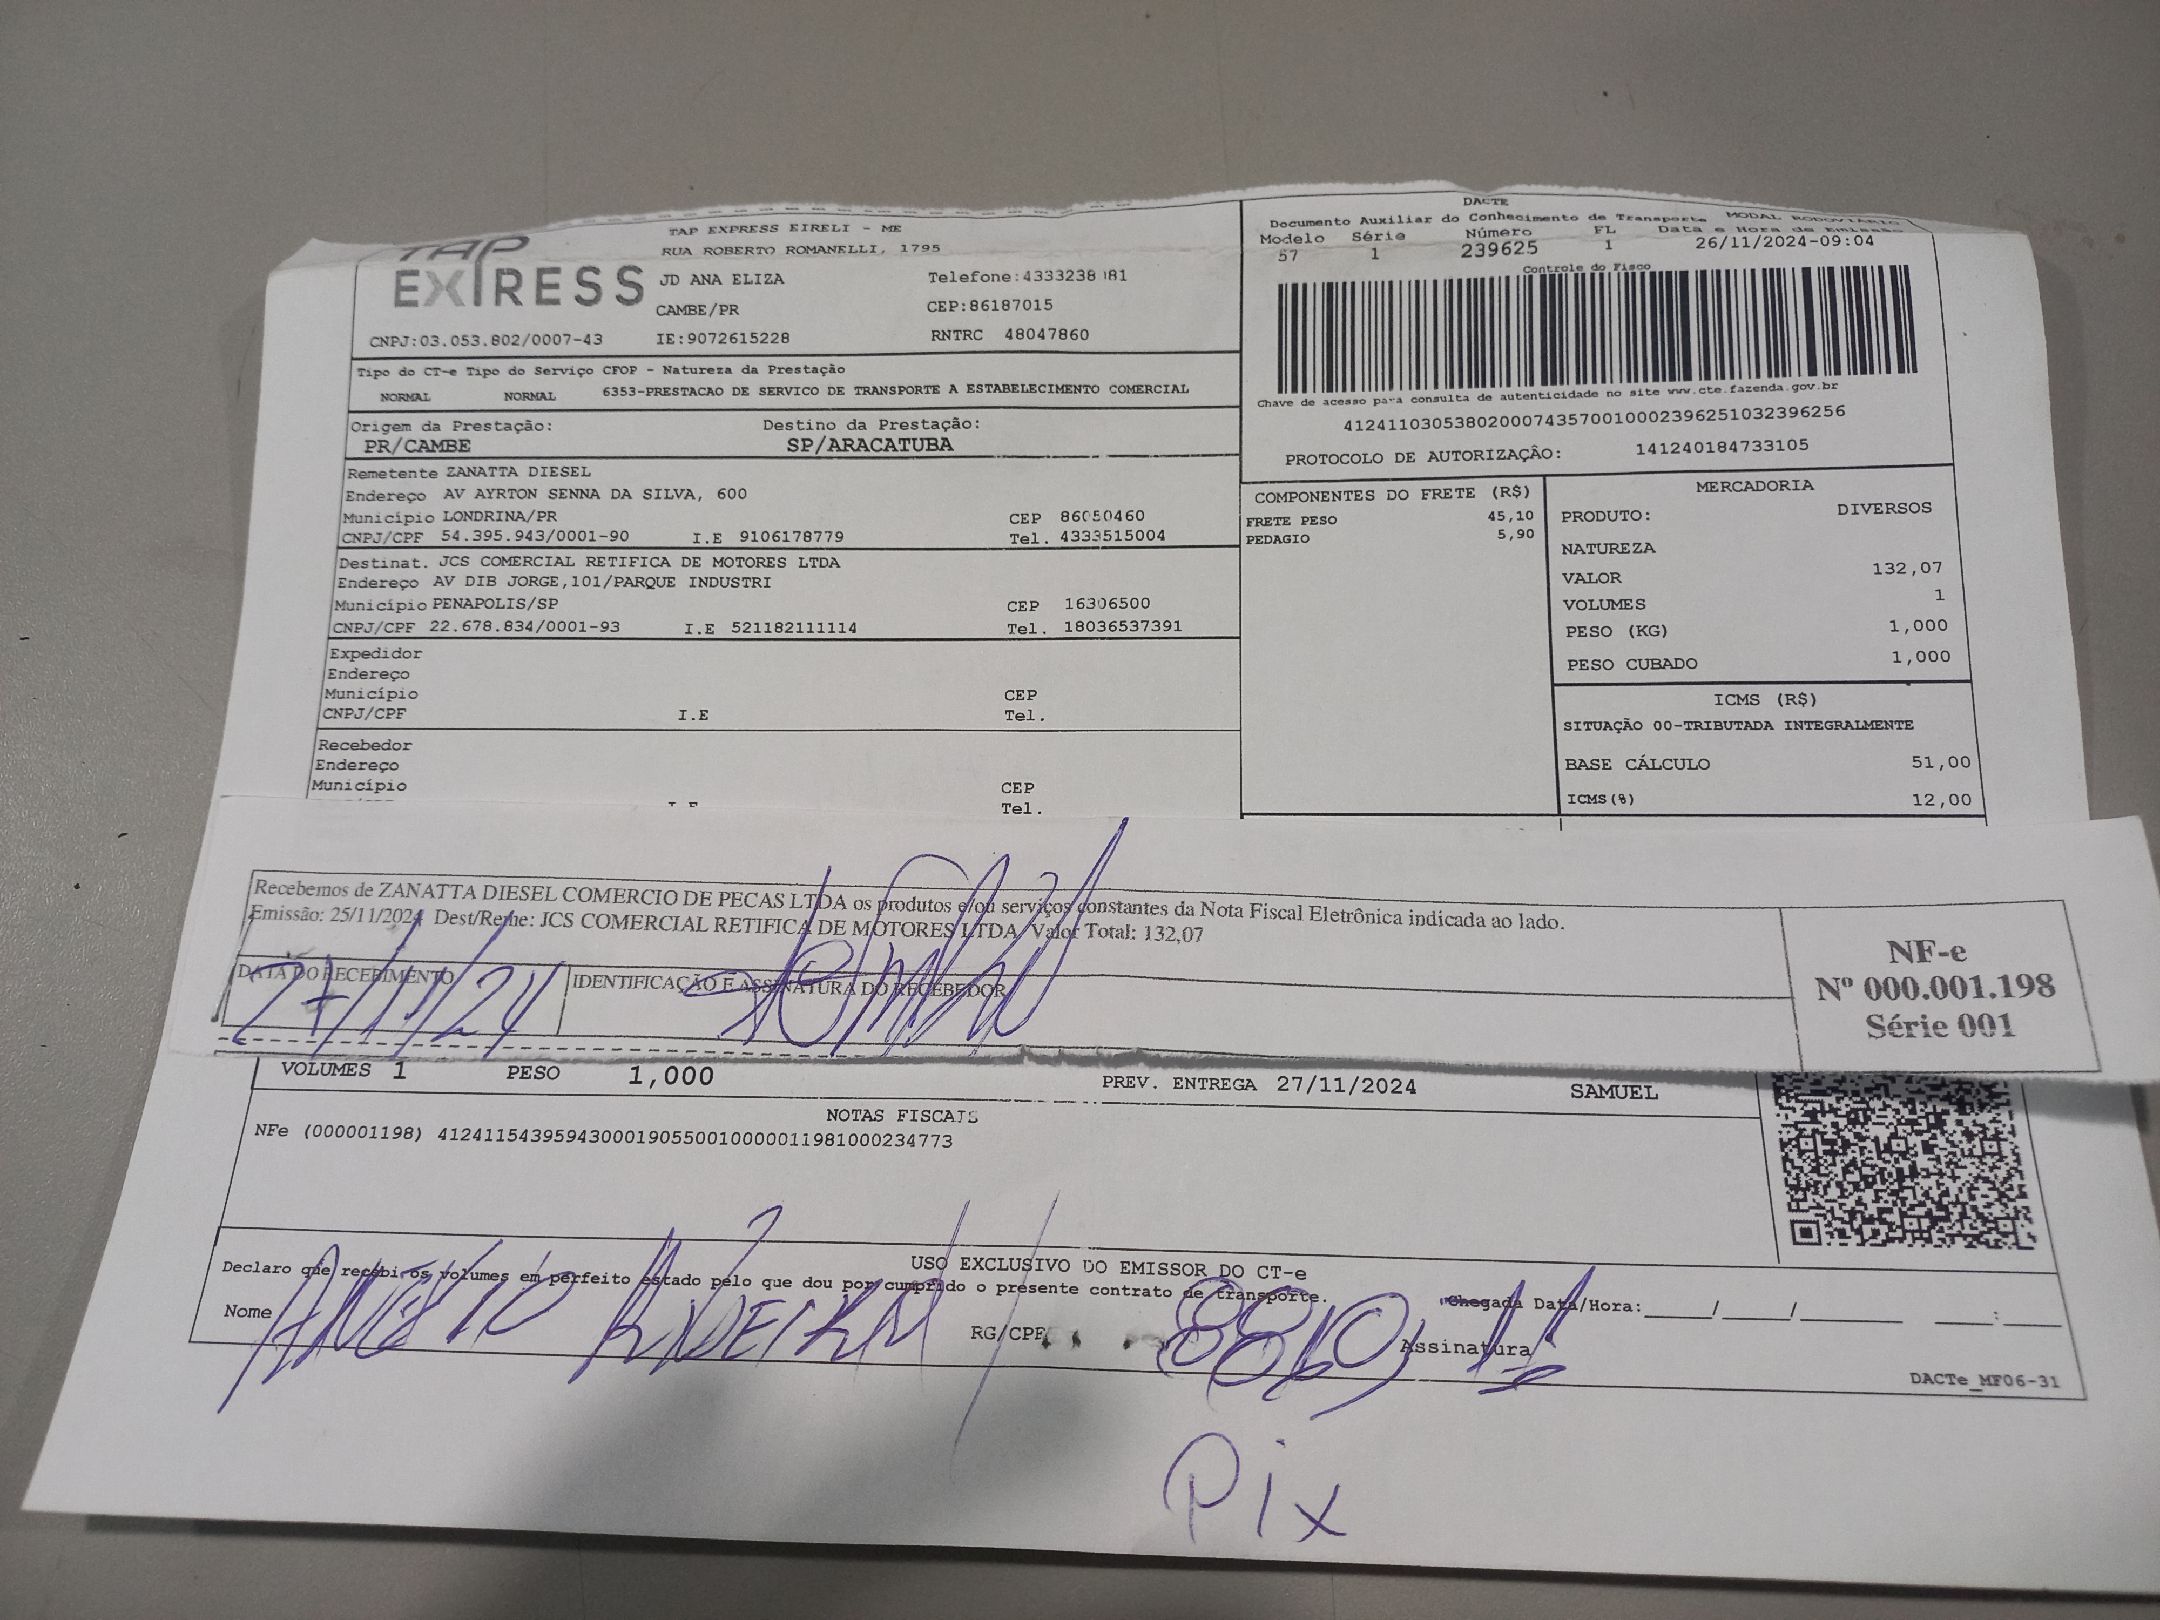 TAP
EXPRESS
TAP EXPRESS EIRELI - ME
RUA ROBERTO ROMANELLI, 1795
JD ANA ELIZA Telefone:4333238 81
CAMBE/PR CEP:86187015
CNPJ:03.053.802/0007-43 IE:9072615228 RNTRC 48047860
DACTE
Documento Auxiliar do Conhecimento de Transporte MODAL RODOVIÁRIO
Modelo Série Número FL Data e Hora de Emissão
57 1 239625 1 26/11/2024-09:04
Controle do Fisco
Chave de acesso para consulta de autenticidade no site www.cte.fazenda.gov.br
41241103053802000743570010002396251032396256
PROTOCOLO DE AUTORIZAÇÃO: 141240184733105
Tipo do CT-e Tipo do Serviço CFOP - Natureza da Prestação
NORMAL NORMAL 6353-PRESTACAO DE SERVICO DE TRANSPORTE A ESTABELECIMENTO COMERCIAL
Origem da Prestação: Destino da Prestação:
PR/CAMBE SP/ARACATUBA
Remetente ZANATTA DIESEL
Endereço AV AYRTON SENNA DA SILVA, 600
Município LONDRINA/PR CEP 86050460
CNPJ/CPF 54.395.943/0001-90 I.E 9106178779 Tel. 4333515004
Destinat. JCS COMERCIAL RETIFICA DE MOTORES LTDA
Endereço AV DIB JORGE,101/PARQUE INDUSTRI
Município PENAPOLIS/SP CEP 16306500
CNPJ/CPF 22.678.834/0001-93 I.E 521182111114 Tel. 18036537391
Expedidor
Endereço
Município CEP
CNPJ/CPF I.E Tel.
Recebedor
Endereço
Município CEP
Tel.
COMPONENTES DO FRETE (R$)
FRETE PESO 45,10
PEDAGIO 5,90
MERCADORIA
PRODUTO: DIVERSOS
NATUREZA
VALOR 132,07
VOLUMES 1
PESO (KG) 1,000
PESO CUBADO 1,000
ICMS (R$)
SITUAÇÃO 00-TRIBUTADA INTEGRALMENTE
BASE CÁLCULO 51,00
ICMS(%) 12,00
Recebemos de ZANATTA DIESEL COMERCIO DE PECAS LTDA os produtos e/ou serviços constantes da Nota Fiscal Eletrônica indicada ao lado.
Emissão: 25/11/2024 Dest/Reme: JCS COMERCIAL RETIFICA DE MOTORES LTDA Valor Total: 132,07
DATA DO RECEBIMENTO IDENTIFICAÇÃO E ASSINATURA DO RECEBEDOR
27/11/24
NF-e
Nº 000.001.198
Série 001
VOLUMES 1 PESO 1,000 PREV. ENTREGA 27/11/2024 SAMUEL
NOTAS FISCAIS
NFe (000001198) 41241154395943000190550010000011981000234773
USO EXCLUSIVO DO EMISSOR DO CT-e
Declaro que recebi os volumes em perfeito estado pelo que dou por cumprido o presente contrato de transporte.
Chegada Data/Hora:____/____/______ ____:____
Nome RG/CPF Assinatura
DACTe_MF06-31
Pix